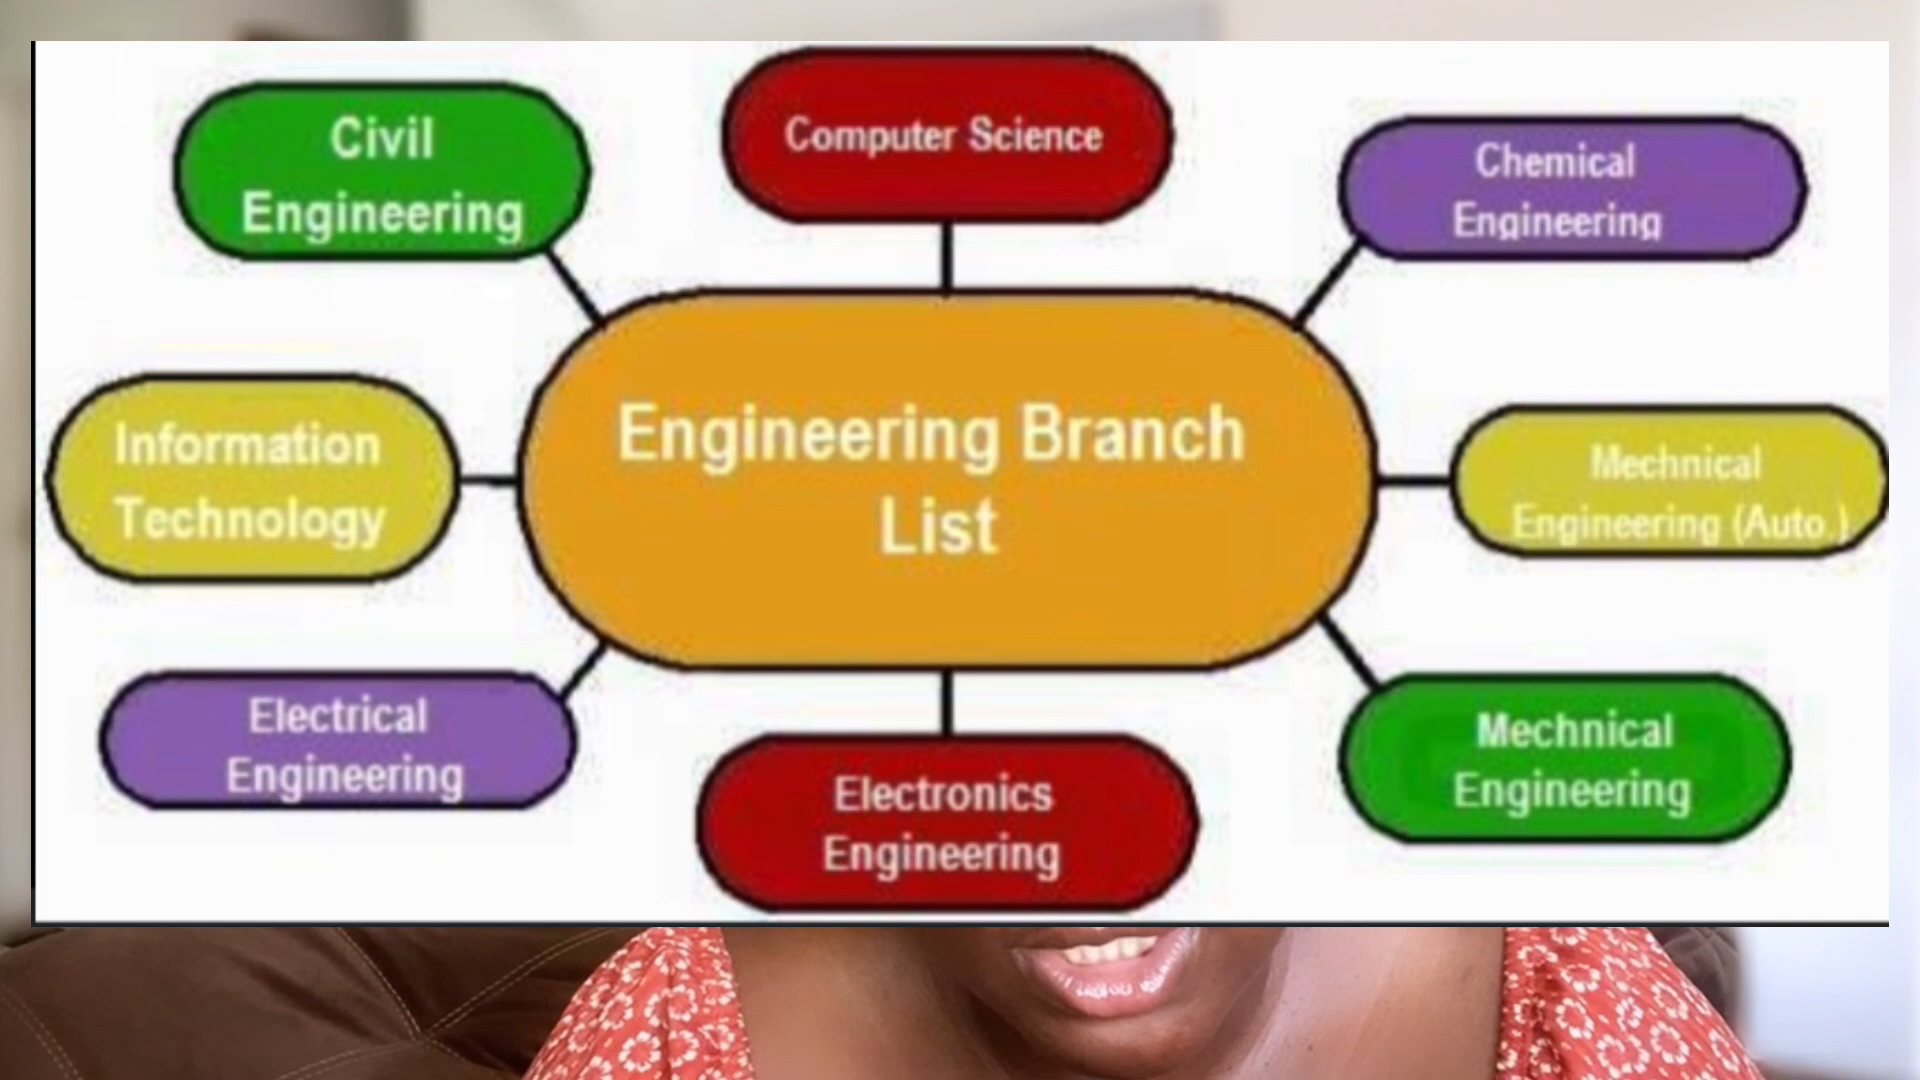 Civil
Engineering
Computer Science
Chemical
Engineering
Information
Technology
Engineering Branch
List
Mechnical
Engineering (Auto.)
Electrical
Engineering
Electronics
Engineering
Mechnical
Engineering